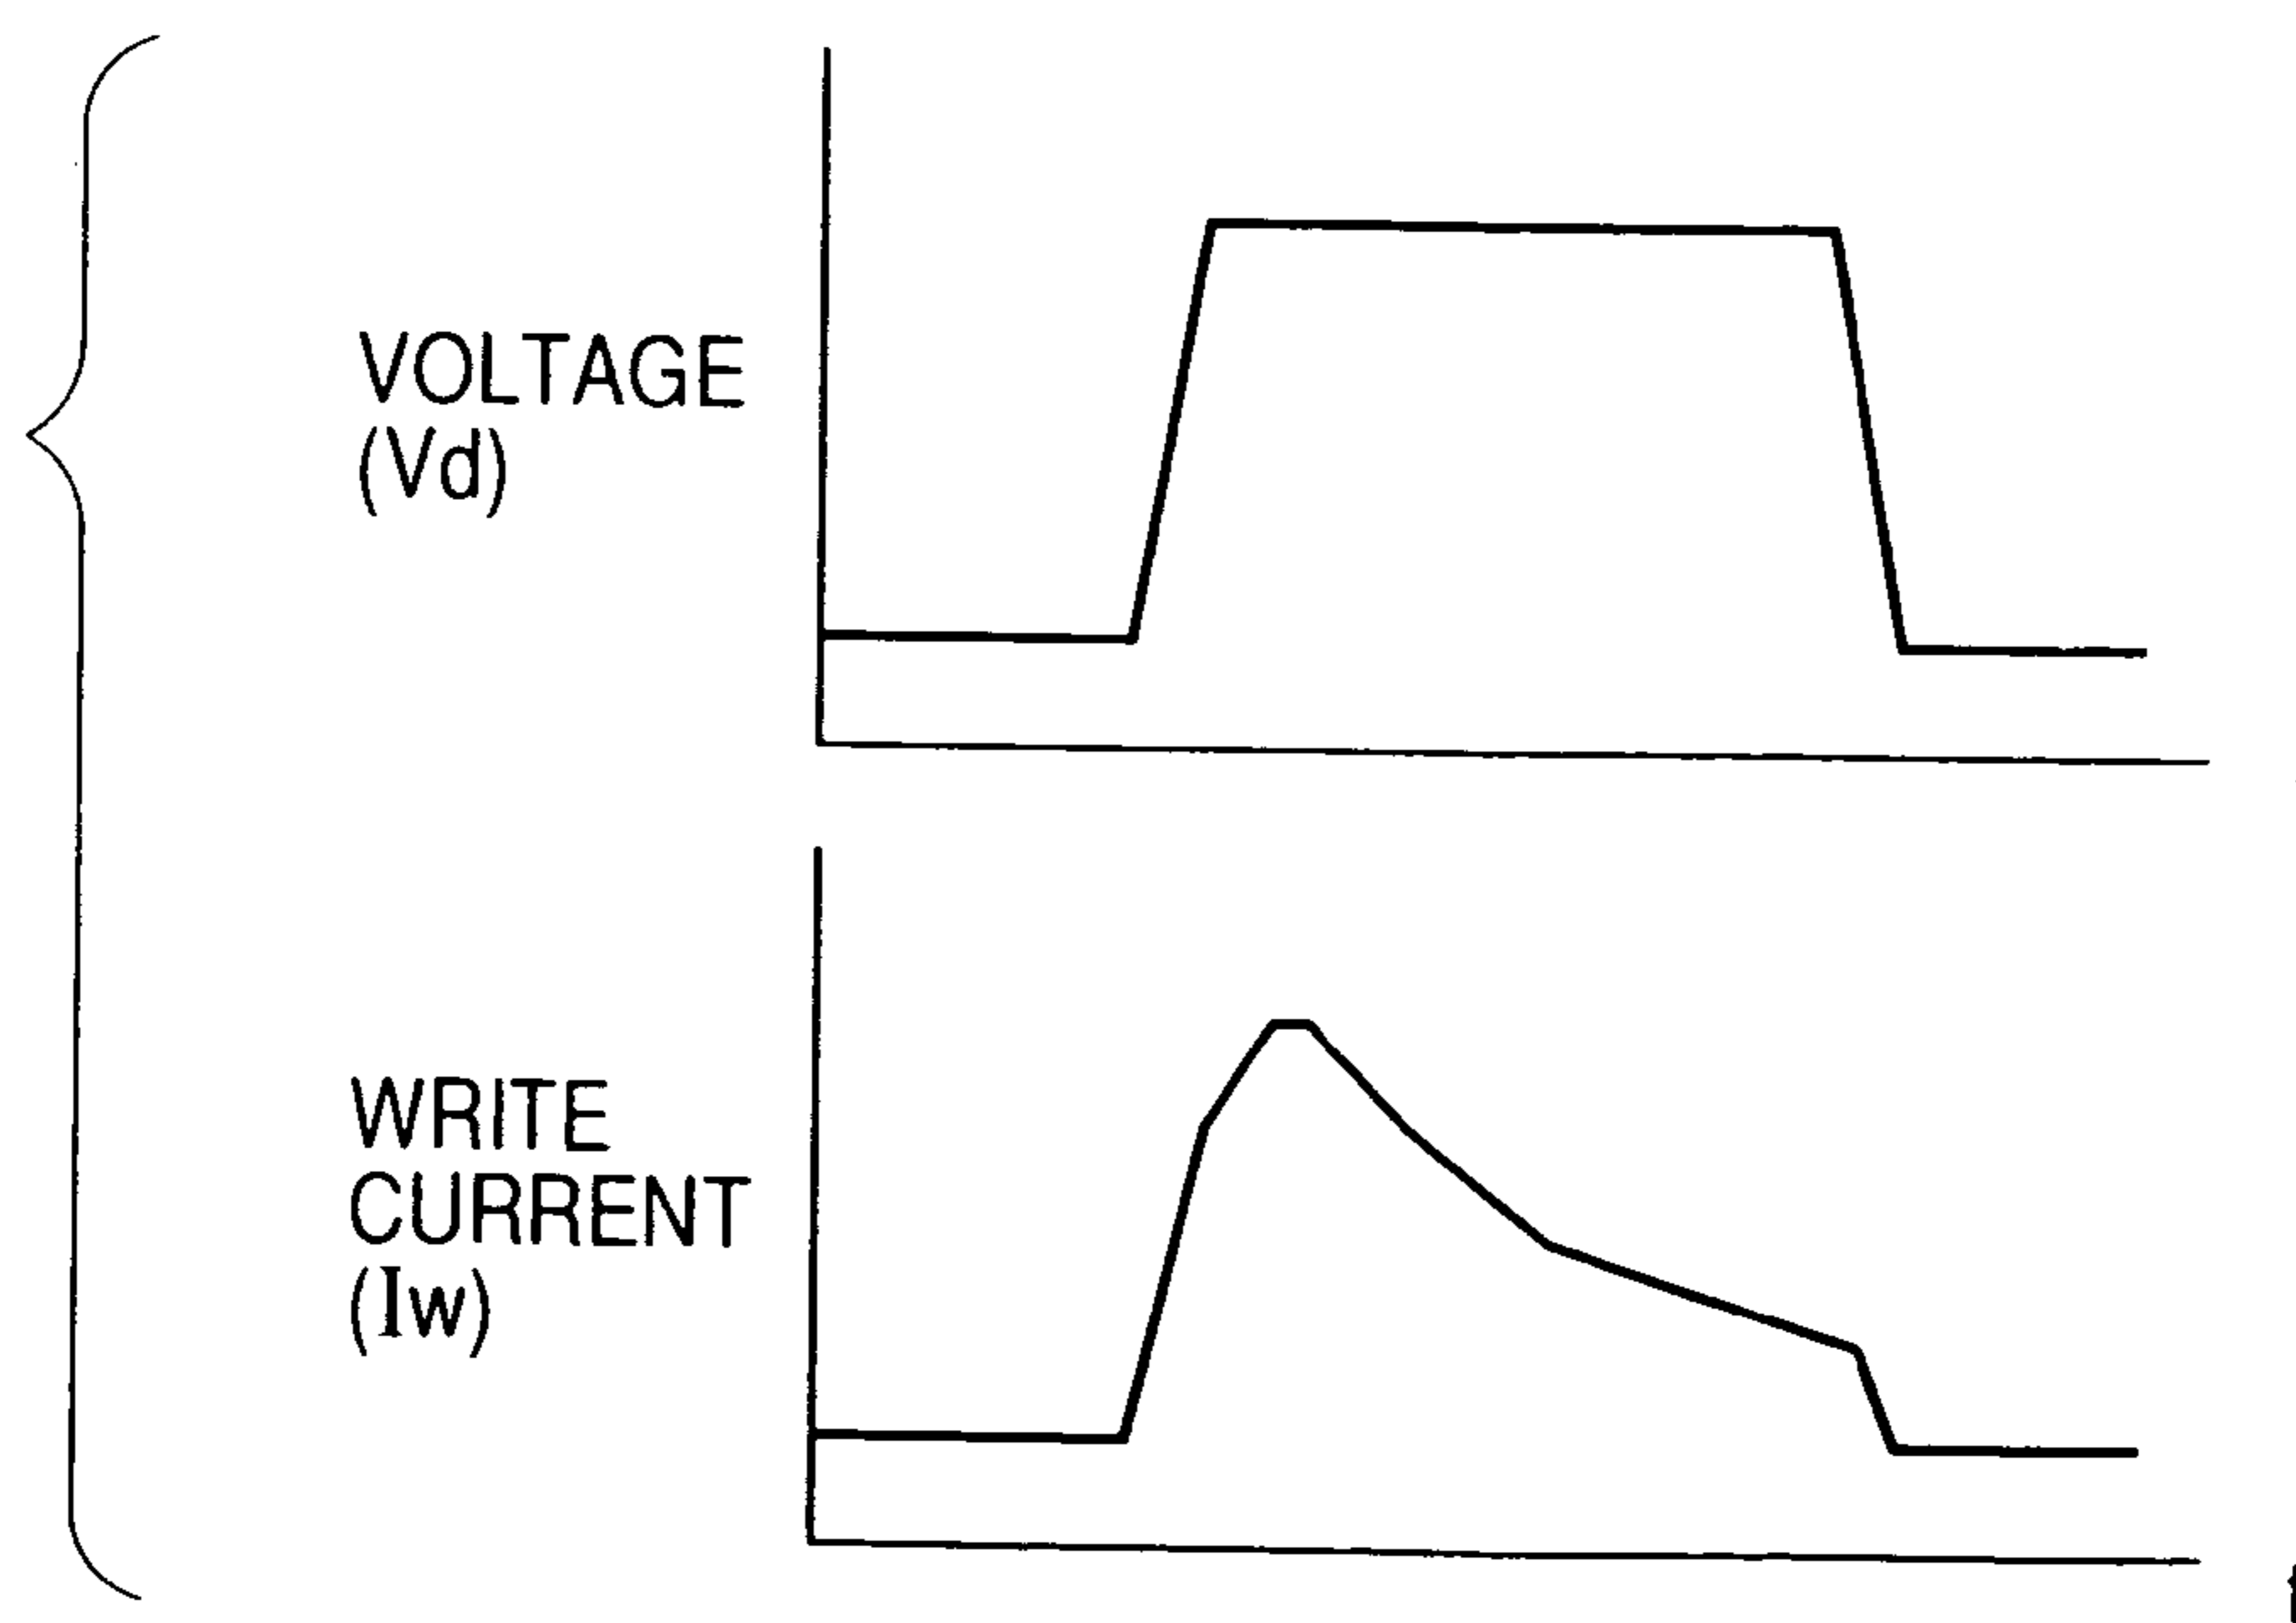 VOLTAGE
(Vd)
WRITE
CURRENT
(Iw)